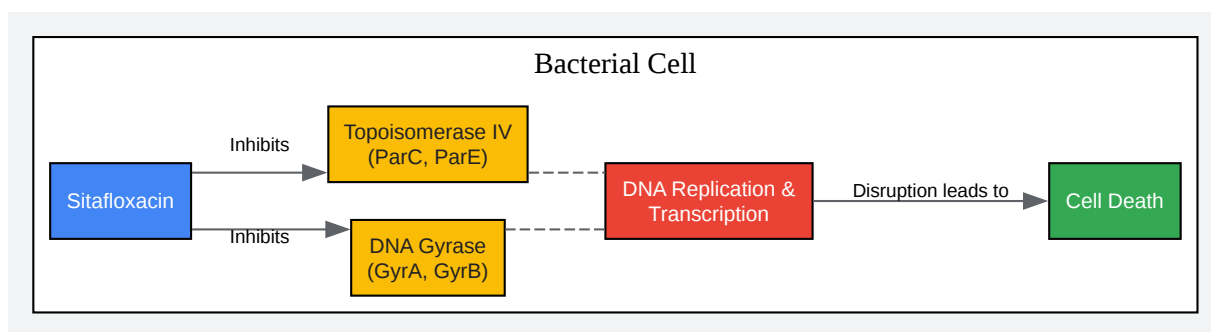 Bacterial Cell
Sitafloxacin
Inhibits
Inhibits
Topoisomerase IV
(ParC, ParE)
DNA Gyrase
(GyrA, GyrB)
DNA Replication &
Transcription
Disruption leads to
Cell Death